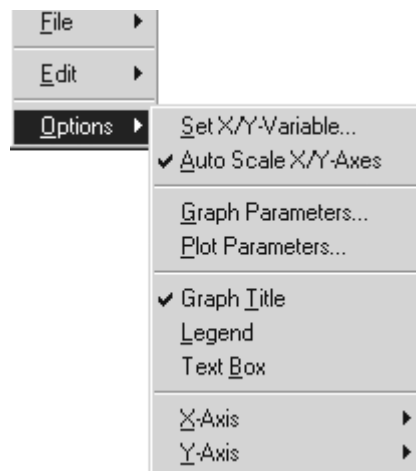 File
Edit
Options
Set X/Y-Variable...
Auto Scale X/Y-Axes
Graph Parameters...
Plot Parameters...
Graph Title
Legend
Text Box
X-Axis
Y-Axis